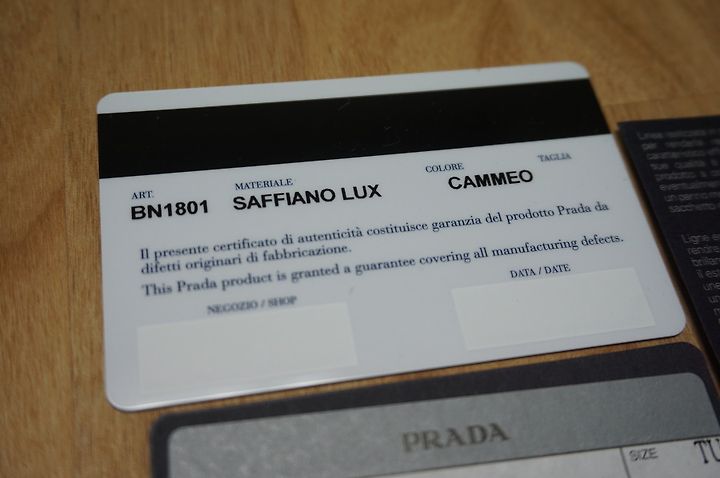 ART.
MATERIALE
COLORE
TAGLIA
BN1801
SAFFIANO LUX
CAMMEO
Il presente certificato di autenticità costituisce garanzia del prodotto Prada da
difetti originari di fabbricazione.
This Prada product is granted a guarantee covering all manufacturing defects.
NEGOZIO / SHOP
DATA / DATE
PRADA
SIZE
TU